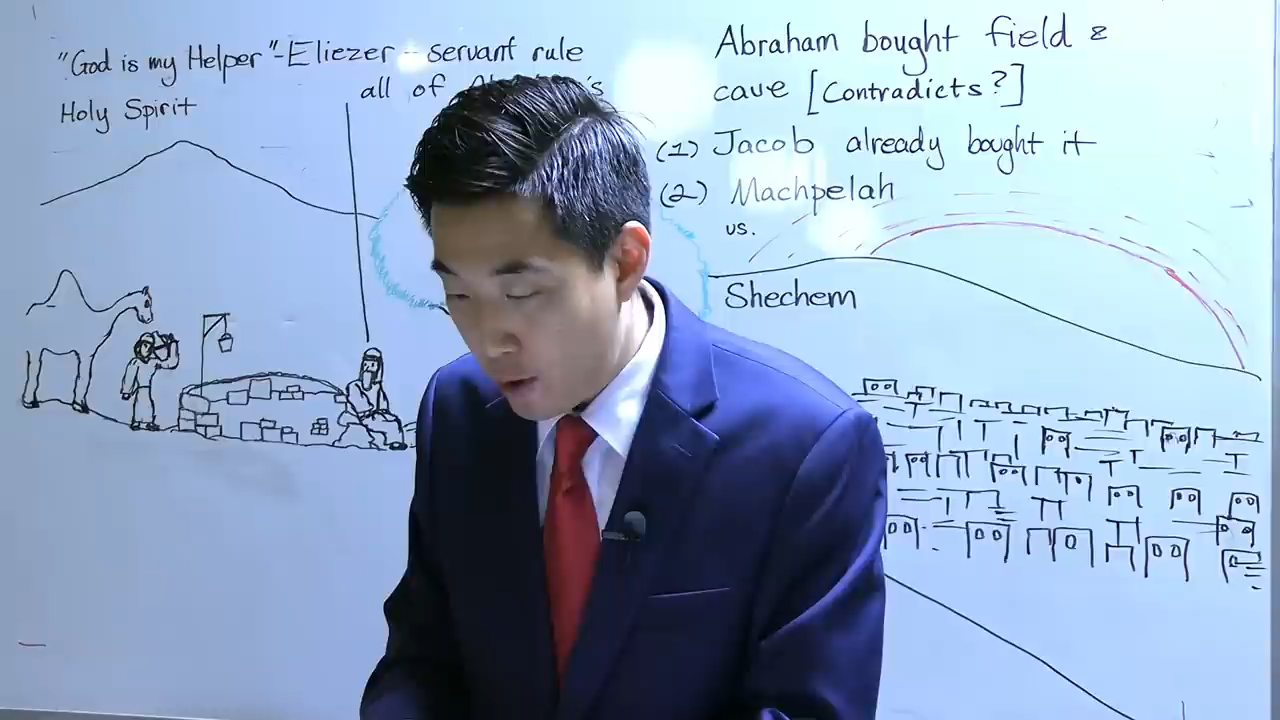 "God is my Helper"-Eliezer - servant rule
all of
Holy Spirit
Abraham bought field &
cave [Contradicts?]
(1) Jacob already bought it
(2) Machpelah
vs.
Shechem